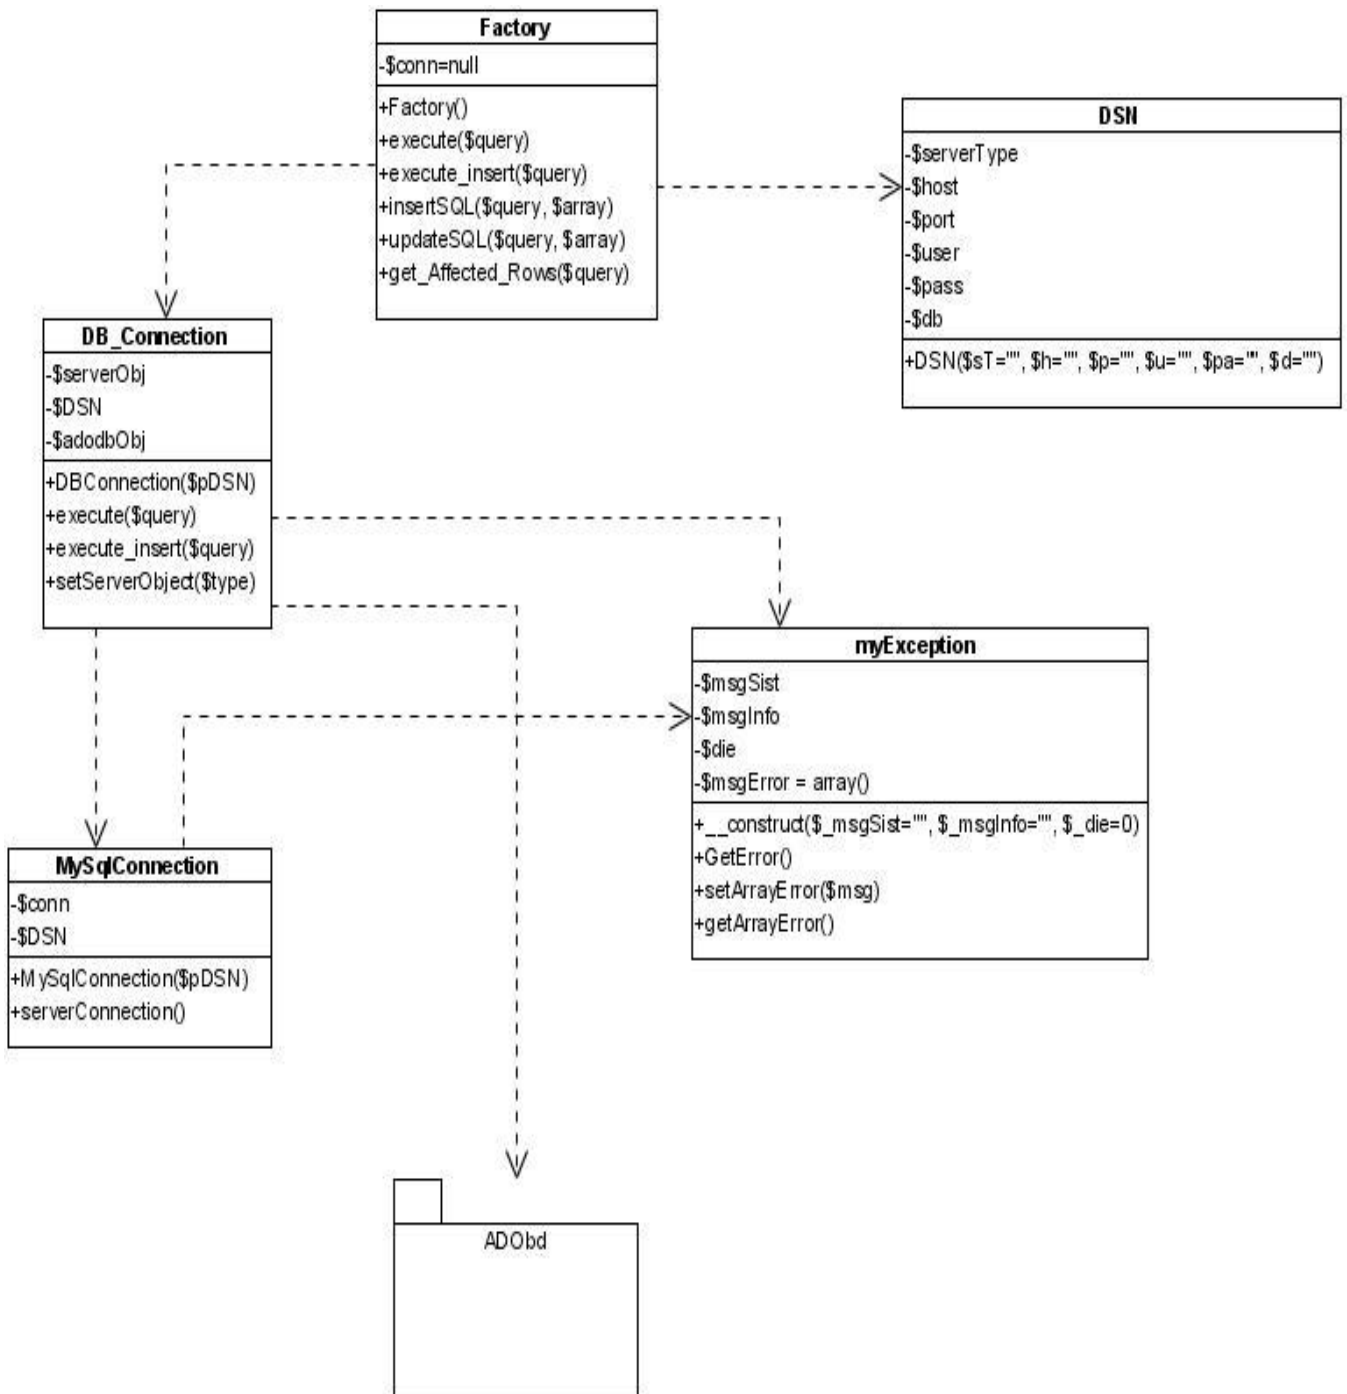 Factory
-$conn=null
+Factory()
+execute($query)
+execute_insert($query)
+insertSQL($query, $array)
+updateSQL($query, $array)
+get_Affected_Rows($query)
DSN
-$serverType
-$host
-$port
-$user
-$pass
-$db
+DSN($sT="", $h="", $p="", $u="", $pa="", $d="")
DB_Connection
-$serverObj
-$DSN
-$adodbObj
+DBConnection($pDSN)
+execute($query)
+execute_insert($query)
+setServerObject($type)
myException
-$msgSist
-$msgInfo
-$die
-$msgError = array()
+__construct($_msgSist="", $_msgInfo="", $_die=0)
+GetError()
+setArrayError($msg)
+getArrayError()
MySqlConnection
-$conn
-$DSN
+MySqlConnection($pDSN)
+serverConnection()
ADObd